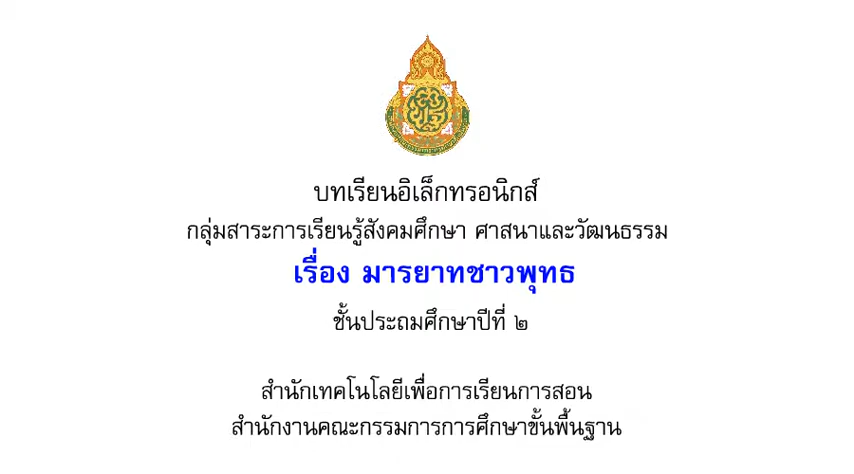 บทเรียนอิเล็กทรอนิกส์
กลุ่มสาระการเรียนรู้สังคมศึกษา ศาสนาและวัฒนธรรม
เรื่อง มารยาทชาวพุทธ
ชั้นประถมศึกษาปีที่ ๒
สำนักเทคโนโลยีเพื่อการเรียนการสอน
สำนักงานคณะกรรมการการศึกษาขั้นพื้นฐาน